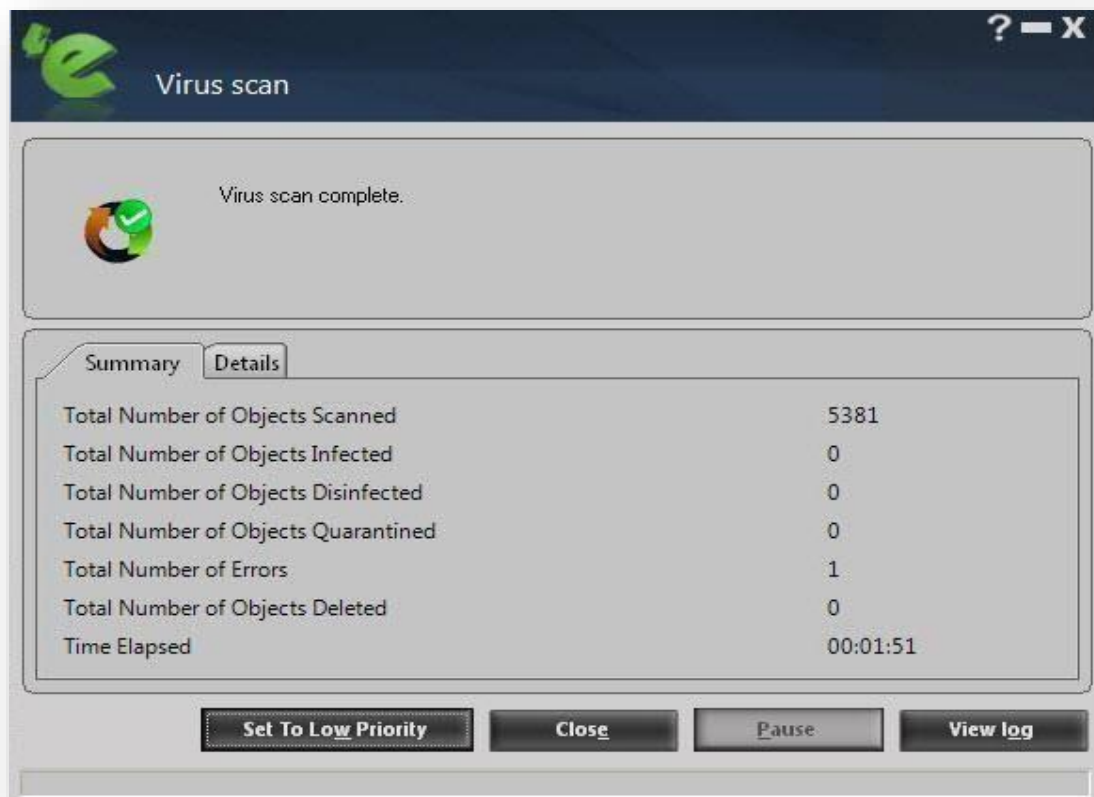 ? X
Virus scan
Virus scan complete.
Summary Details
Total Number of Objects Scanned 5381
Total Number of Objects Infected 0
Total Number of Objects Disinfected 0
Total Number of Objects Quarantined 0
Total Number of Errors 1
Total Number of Objects Deleted 0
Time Elapsed 00:01:51
Set To Low Priority Close Pause View log